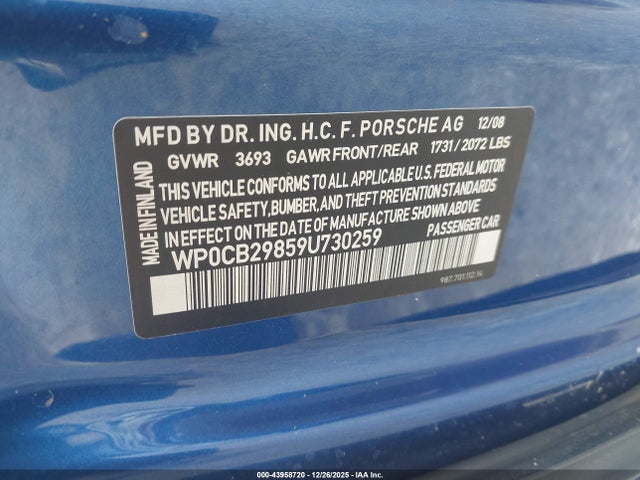 MFD BY DR. ING. H.C. F. PORSCHE AG 12/08
GVWR 3693 GAWR FRONT/REAR 1731/2072 LBS
THIS VEHICLE CONFORMS TO ALL APPLICABLE U.S. FEDERAL MOTOR
VEHICLE SAFETY, BUMPER, AND THEFT PREVENTION STANDARDS
IN EFFECT ON THE DATE OF MANUFACTURE SHOWN ABOVE
WP0CB29859U730259 PASSENGER CAR
MADE IN FINLAND
987.701.112.14
000-43958720 - 12/26/2025 - IAA Inc.